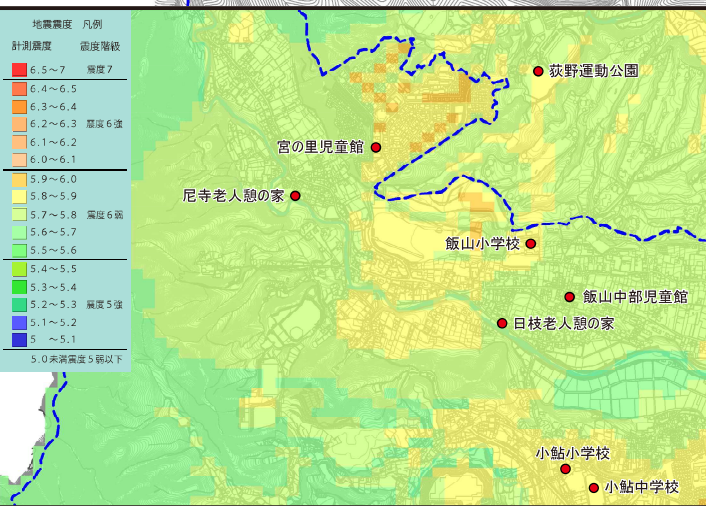 地震震度 凡例
計測震度 震度階級
6.5～7 震度7
6.4～6.5
6.3～6.4
6.2～6.3 震度6強
6.1～6.2
6.0～6.1
5.9～6.0
5.8～5.9
5.7～5.8 震度6弱
5.6～5.7
5.5～5.6
5.4～5.5
5.3～5.4
5.2～5.3 震度5強
5.1～5.2
5 ～5.1
5.0未満震度5弱以下
荻野運動公園
宮の里児童館
尼寺老人憩の家
飯山小学校
飯山中部児童館
日枝老人憩の家
小鮎小学校
小鮎中学校